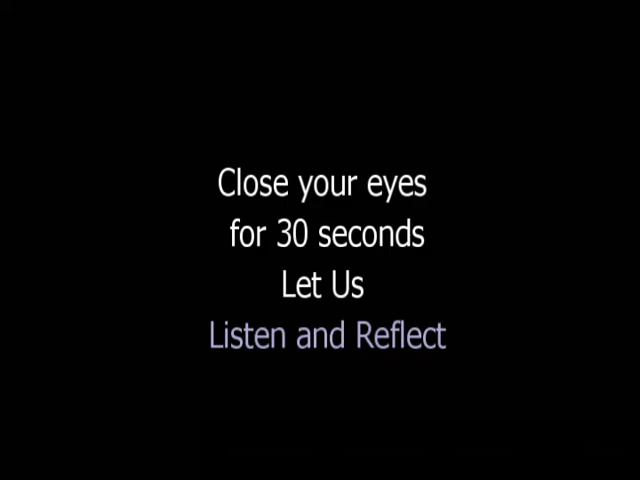 Close your eyes
for 30 seconds
Let Us
Listen and Reflect